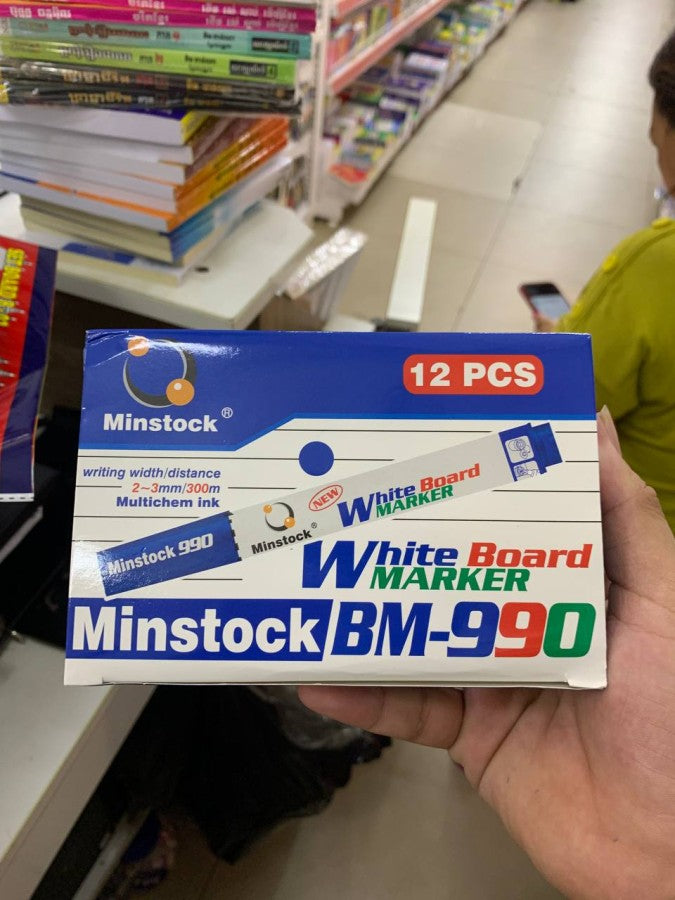 12 PCS
Minstock®
writing width/distance
2~3mm/300m
Multichem ink
Minstock 990
Minstock®
NEW
White Board
MARKER
White Board
MARKER
Minstock BM-990